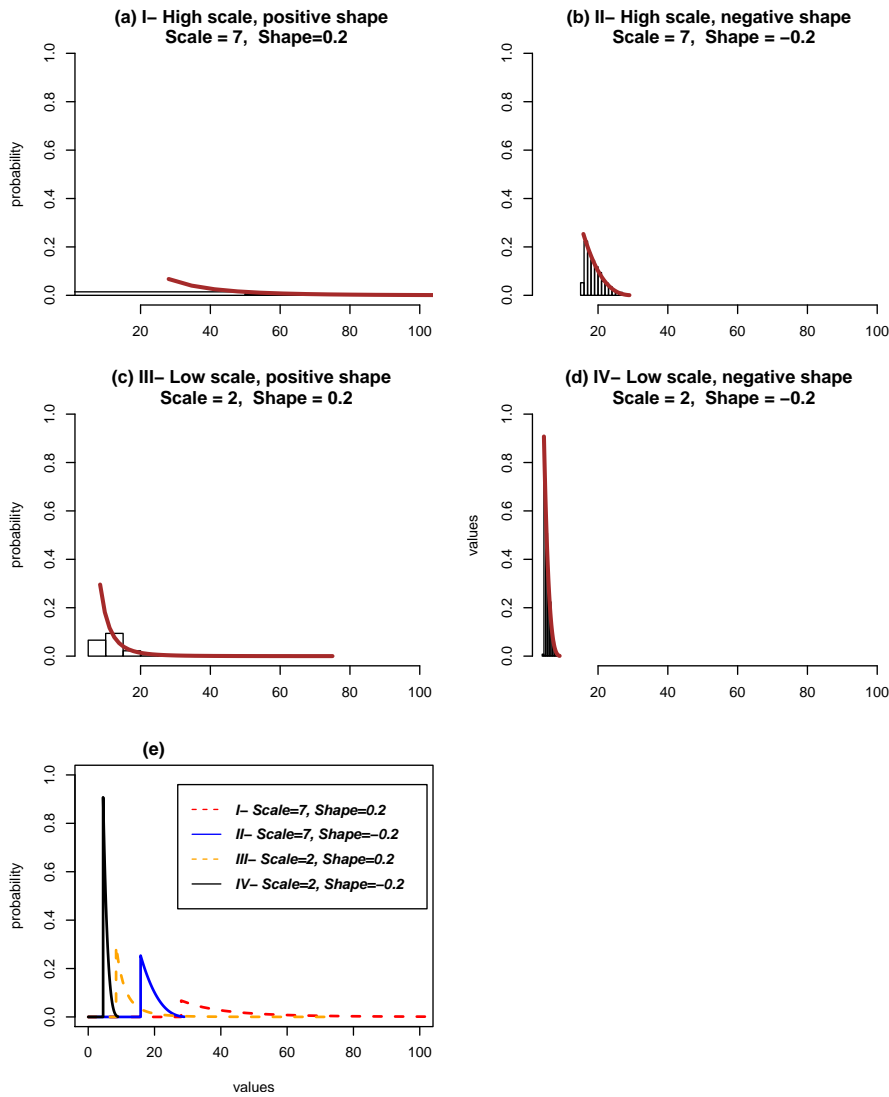 (a) I− High scale, positive shape
Scale = 7, Shape=0.2
probability
0.0 0.2 0.4 0.6 0.8 1.0
20 40 60 80 100
(b) II− High scale, negative shape
Scale = 7, Shape = −0.2
0.0 0.2 0.4 0.6 0.8 1.0
20 40 60 80 100
(c) III− Low scale, positive shape
Scale = 2, Shape = 0.2
probability
0.0 0.2 0.4 0.6 0.8 1.0
20 40 60 80 100
(d) IV− Low scale, negative shape
Scale = 2, Shape = −0.2
values
0.0 0.2 0.4 0.6 0.8 1.0
20 40 60 80 100
(e)
probability
0.0 0.2 0.4 0.6 0.8 1.0
I− Scale=7, Shape=0.2
II− Scale=7, Shape=−0.2
III− Scale=2, Shape=0.2
IV− Scale=2, Shape=−0.2
0 20 40 60 80 100
values